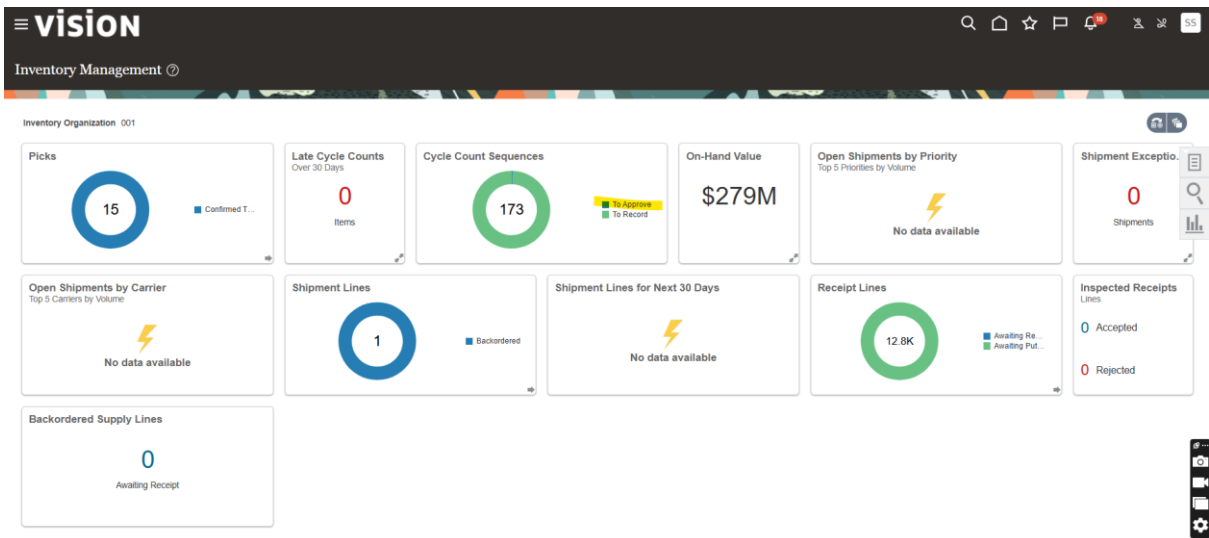 vision
18
SS
Inventory Management
Inventory Organization 001
Picks
15
Confirmed T...
Late Cycle Counts
Over 30 Days
0
Items
Cycle Count Sequences
173
To Approve
To Record
On-Hand Value
$279M
Open Shipments by Priority
Top 5 Priorities by Volume
No data available
Shipment Exceptio...
0
Shipments
Open Shipments by Carrier
Top 5 Carriers by Volume
No data available
Shipment Lines
1
Backordered
Shipment Lines for Next 30 Days
No data available
Receipt Lines
12.8K
Awaiting Re...
Awaiting Put...
Inspected Receipts
Lines
0 Accepted
0 Rejected
Backordered Supply Lines
0
Awaiting Receipt